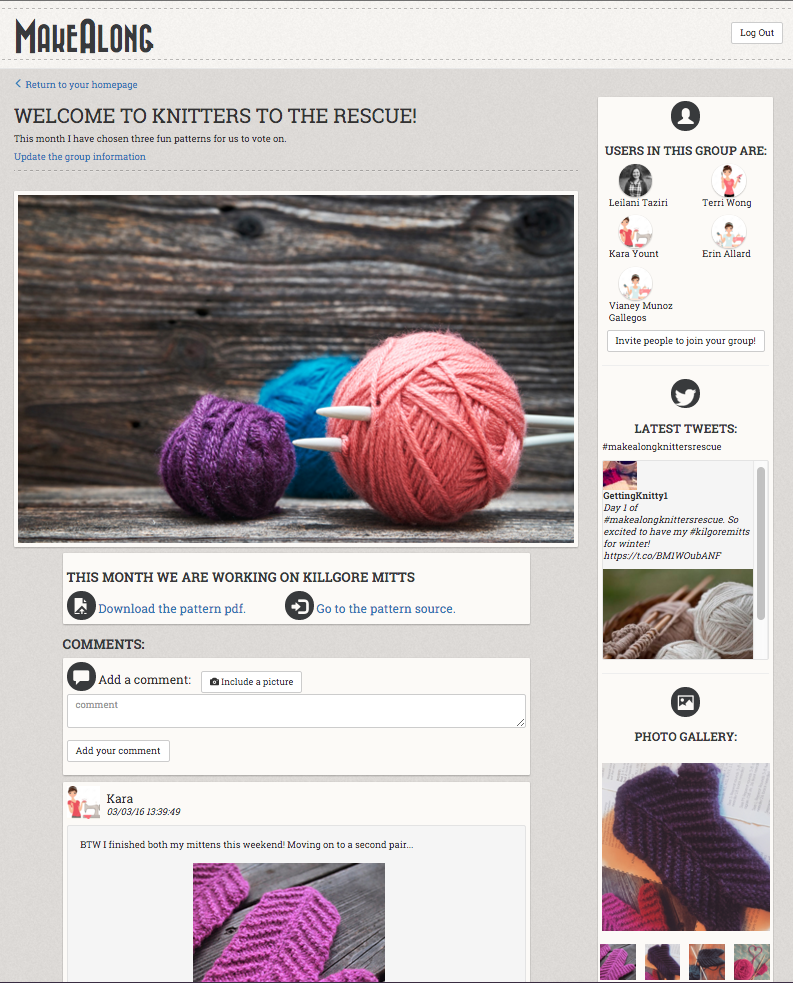 MAKEALONG
Log Out
Return to your homepage
WELCOME TO KNITTERS TO THE RESCUE!
This month I have chosen three fun patterns for us to vote on.
Update the group information
THIS MONTH WE ARE WORKING ON KILLGORE MITTS
Download the pattern pdf.
Go to the pattern source.
COMMENTS:
Add a comment:
Include a picture
comment
Add your comment
Kara
03/03/16 13:39:49
BTW I finished both my mittens this weekend! Moving on to a second pair...
USERS IN THIS GROUP ARE:
Leilani Taziri
Terri Wong
Kara Yount
Erin Allard
Vianey Munoz
Gallegos
Invite people to join your group!
LATEST TWEETS:
#makealongknittersrescue
GettingKnitty1
Day 1 of
#makealongknittersrescue. So
excited to have my #kilgoremitts
for winter!
https://t.co/BM1WOubANF
PHOTO GALLERY: